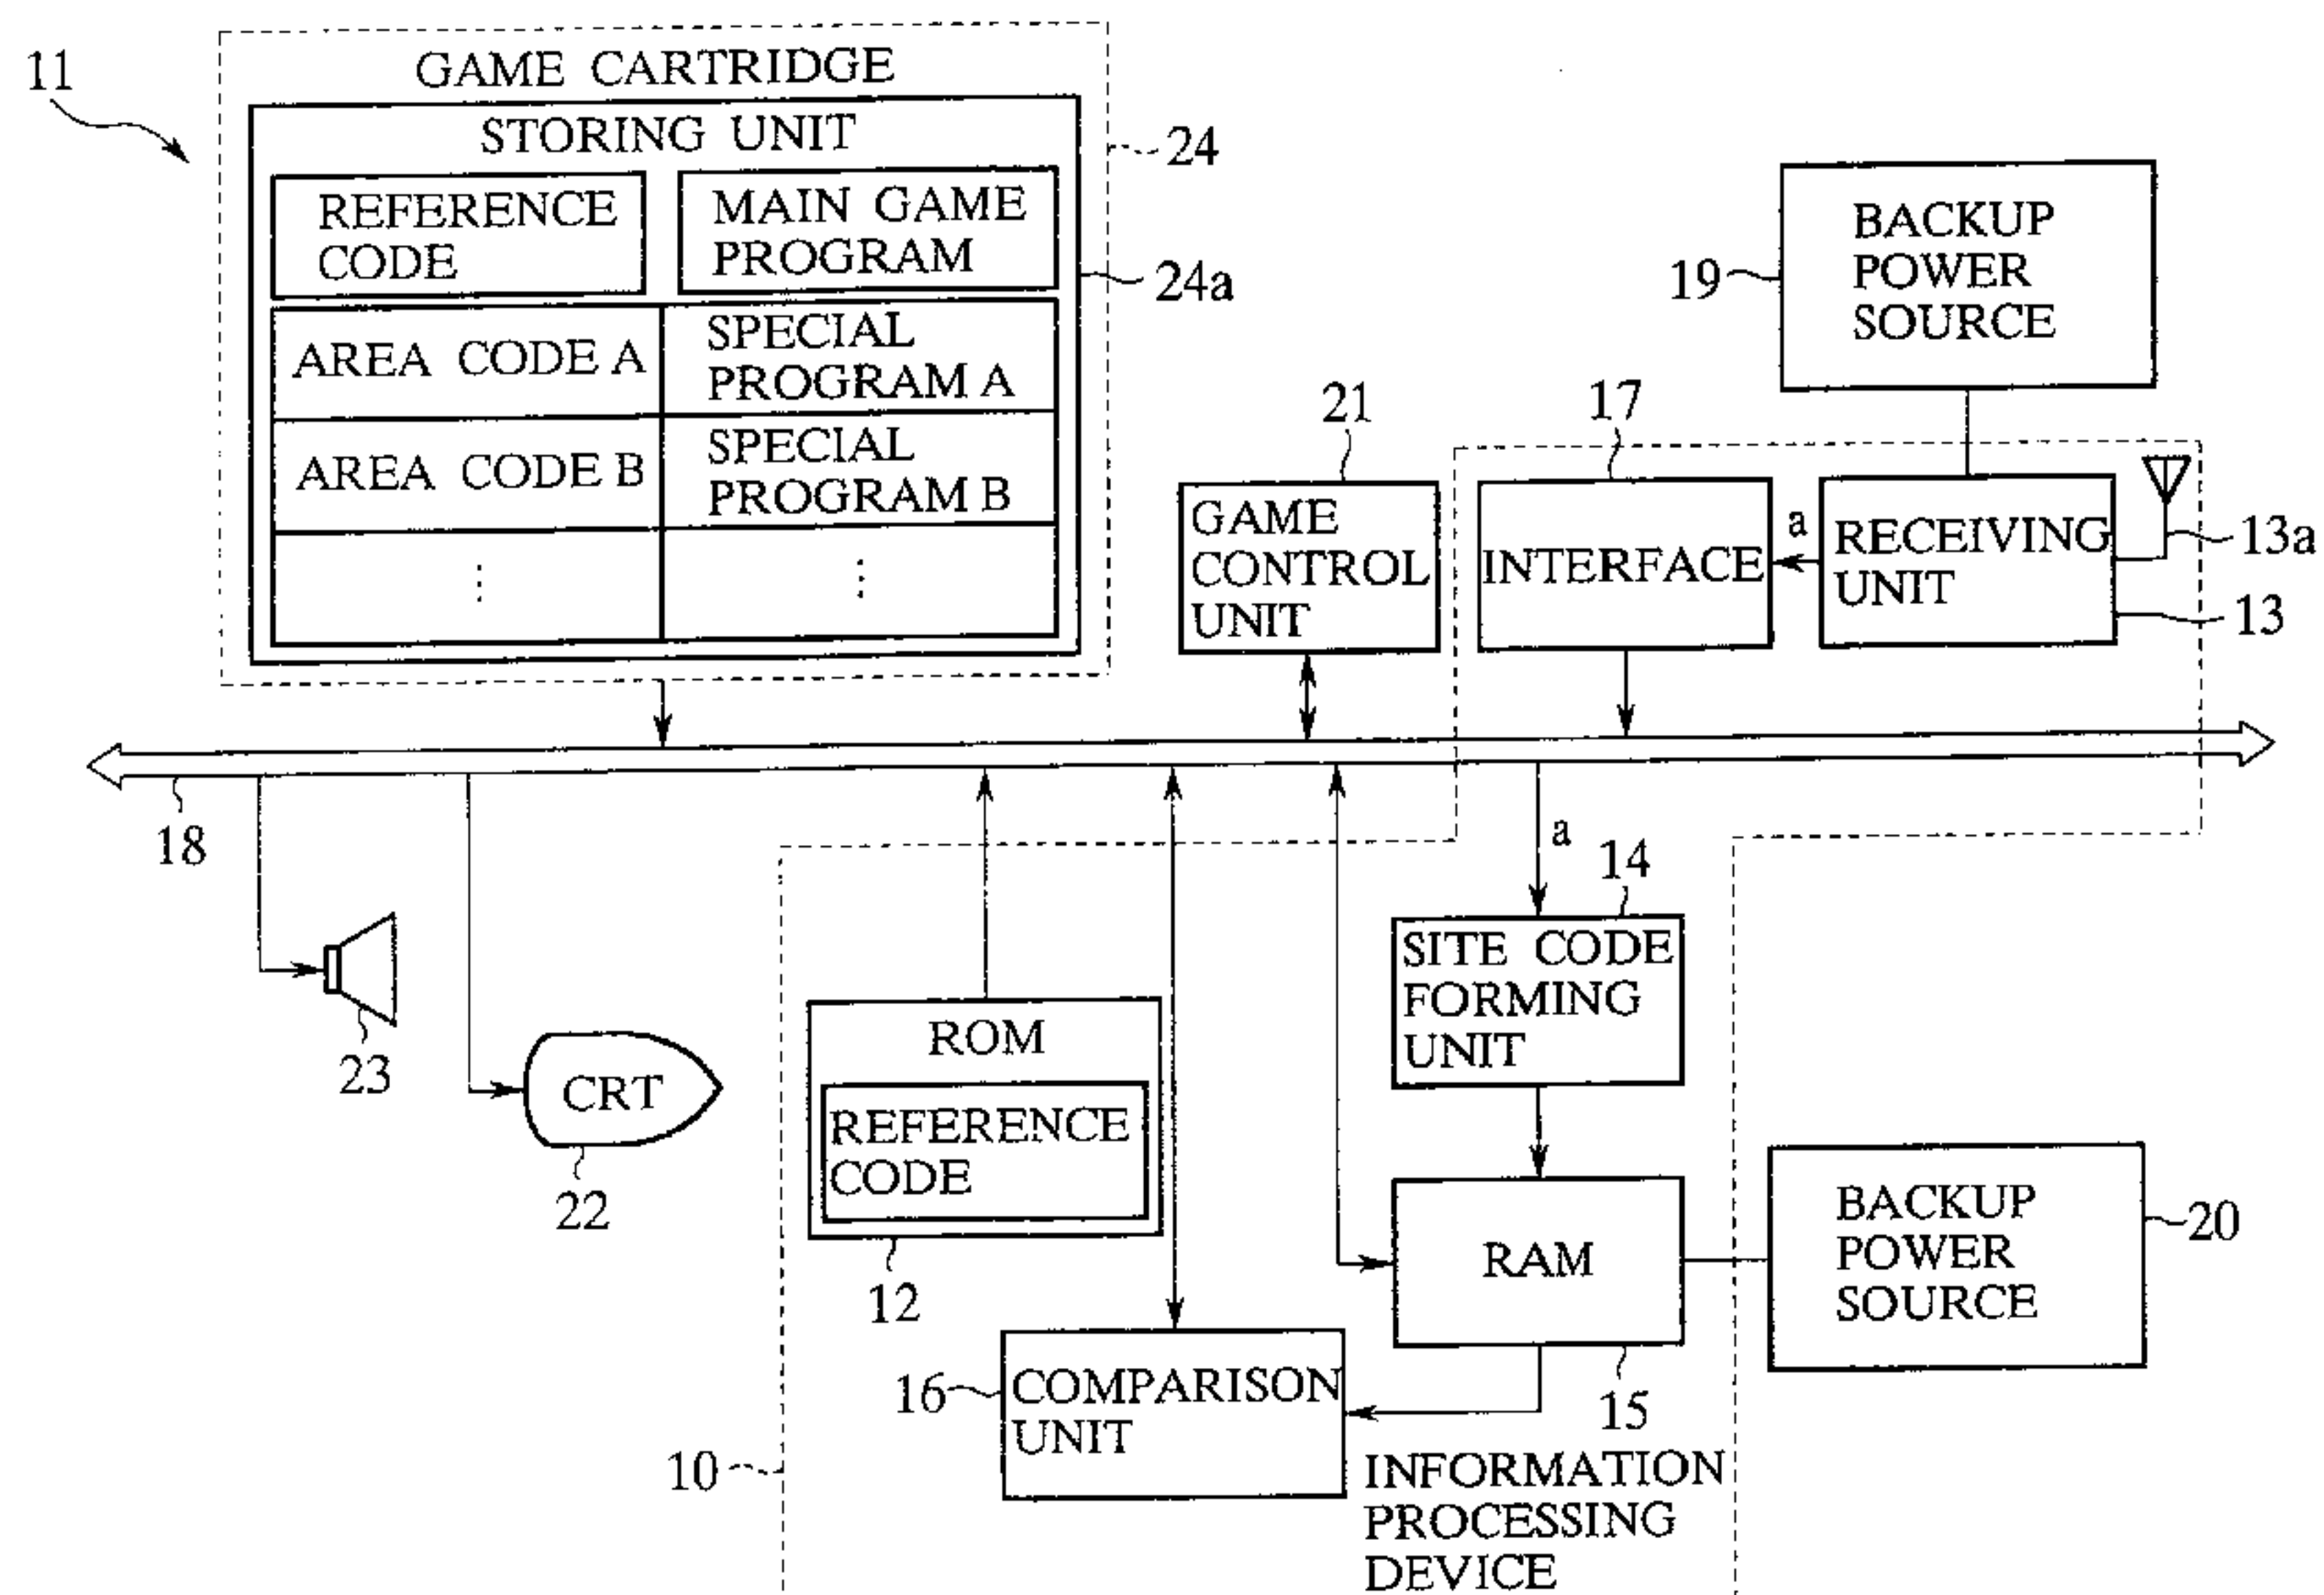 11
GAME CARTRIDGE
STORING UNIT
24
REFERENCE
CODE
MAIN GAME
PROGRAM
24a
AREA CODE A
SPECIAL
PROGRAM A
AREA CODE B
SPECIAL
PROGRAM B
19
BACKUP
POWER
SOURCE
21
GAME
CONTROL
UNIT
17
INTERFACE
a
RECEIVING
UNIT
13a
13
18
a
14
SITE CODE
FORMING
UNIT
23
CRT
22
ROM
REFERENCE
CODE
12
RAM
15
BACKUP
POWER
SOURCE
20
16
COMPARISON
UNIT
10
INFORMATION
PROCESSING
DEVICE